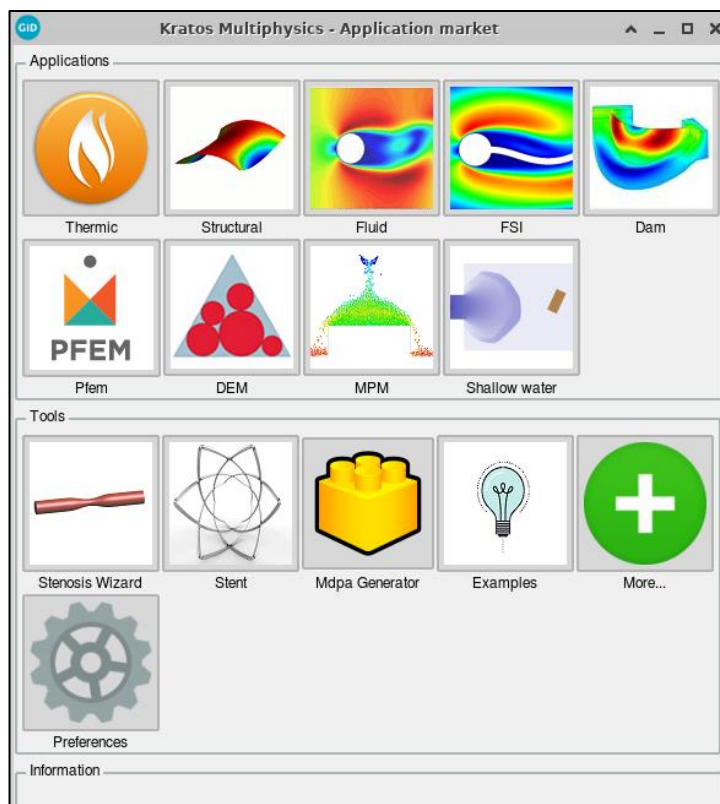 GiD
Kratos Multiphysics - Application market
Applications
Thermic
Structural
Fluid
FSI
Dam
PFEM
Pfem
DEM
MPM
Shallow water
Tools
Stenosis Wizard
Stent
Mdpa Generator
Examples
More...
Preferences
Information